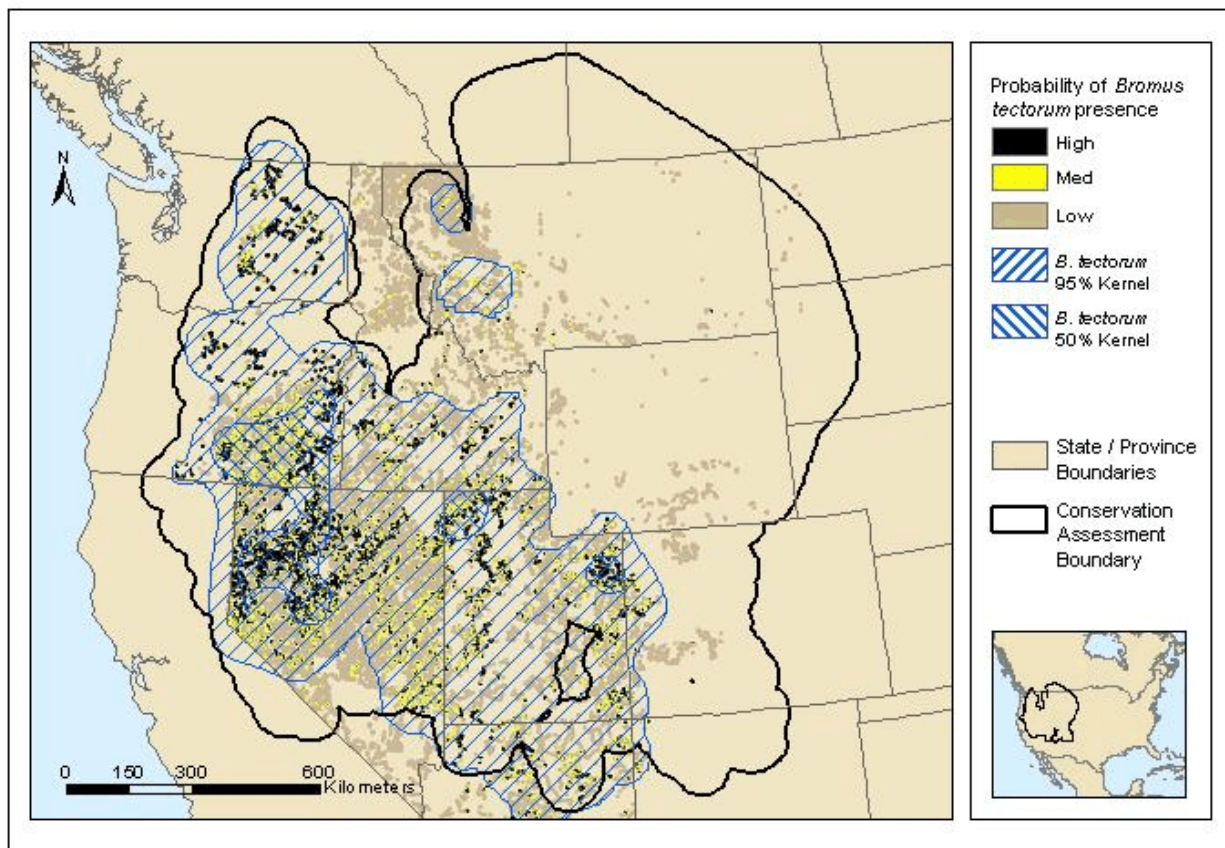 N
0 150 300 600
Kilometers
Probability of Bromus
tectorum presence
High
Med
Low
B. tectorum
95% Kernel
B. tectorum
50% Kernel
State / Province
Boundaries
Conservation
Assessment
Boundary